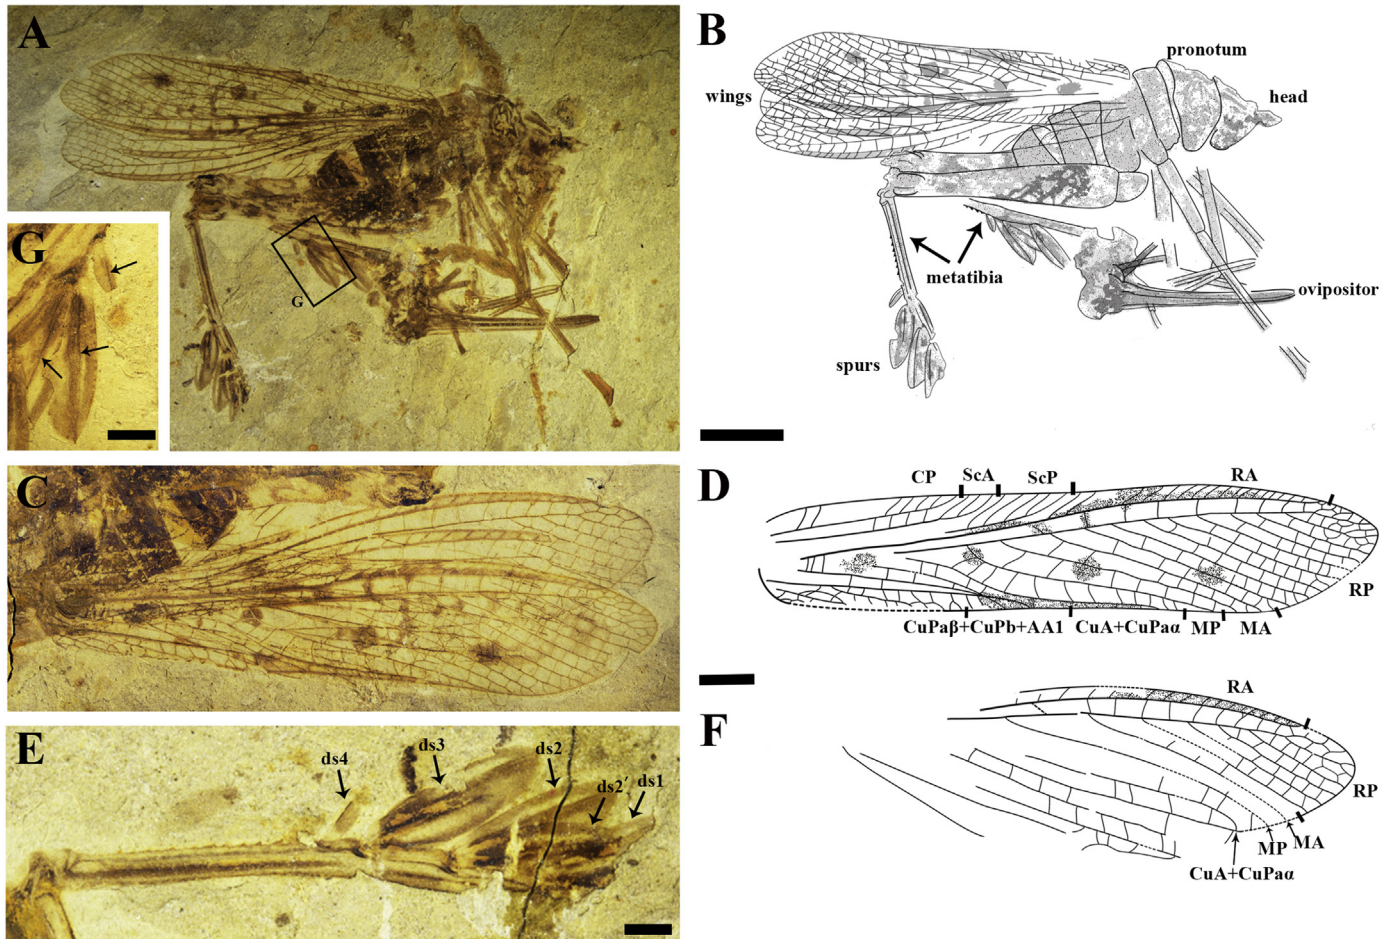 A
G
G
B
pronotum
wings
head
metatibia
ovipositor
spurs
C
D
CP
ScA
ScP
RA
RP
CuPaβ+CuPb+AA1
CuA+CuPaα
MP
MA
E
ds4
ds3
ds2
ds2′
ds1
F
RA
RP
MA
MP
CuA+CuPaα